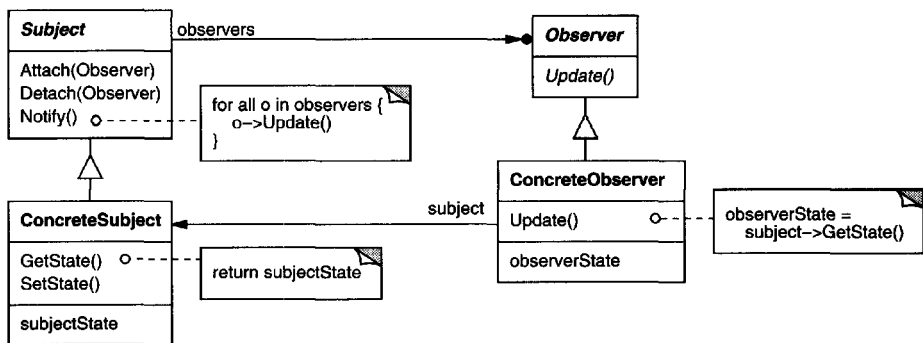 Subject
observers
Observer
Attach(Observer)
Detach(Observer)
Notify()
for all o in observers {
o->Update()
}
Update()
ConcreteSubject
GetState()
SetState()
subjectState
return subjectState
subject
ConcreteObserver
Update()
observerState
observerState =
subject->GetState()